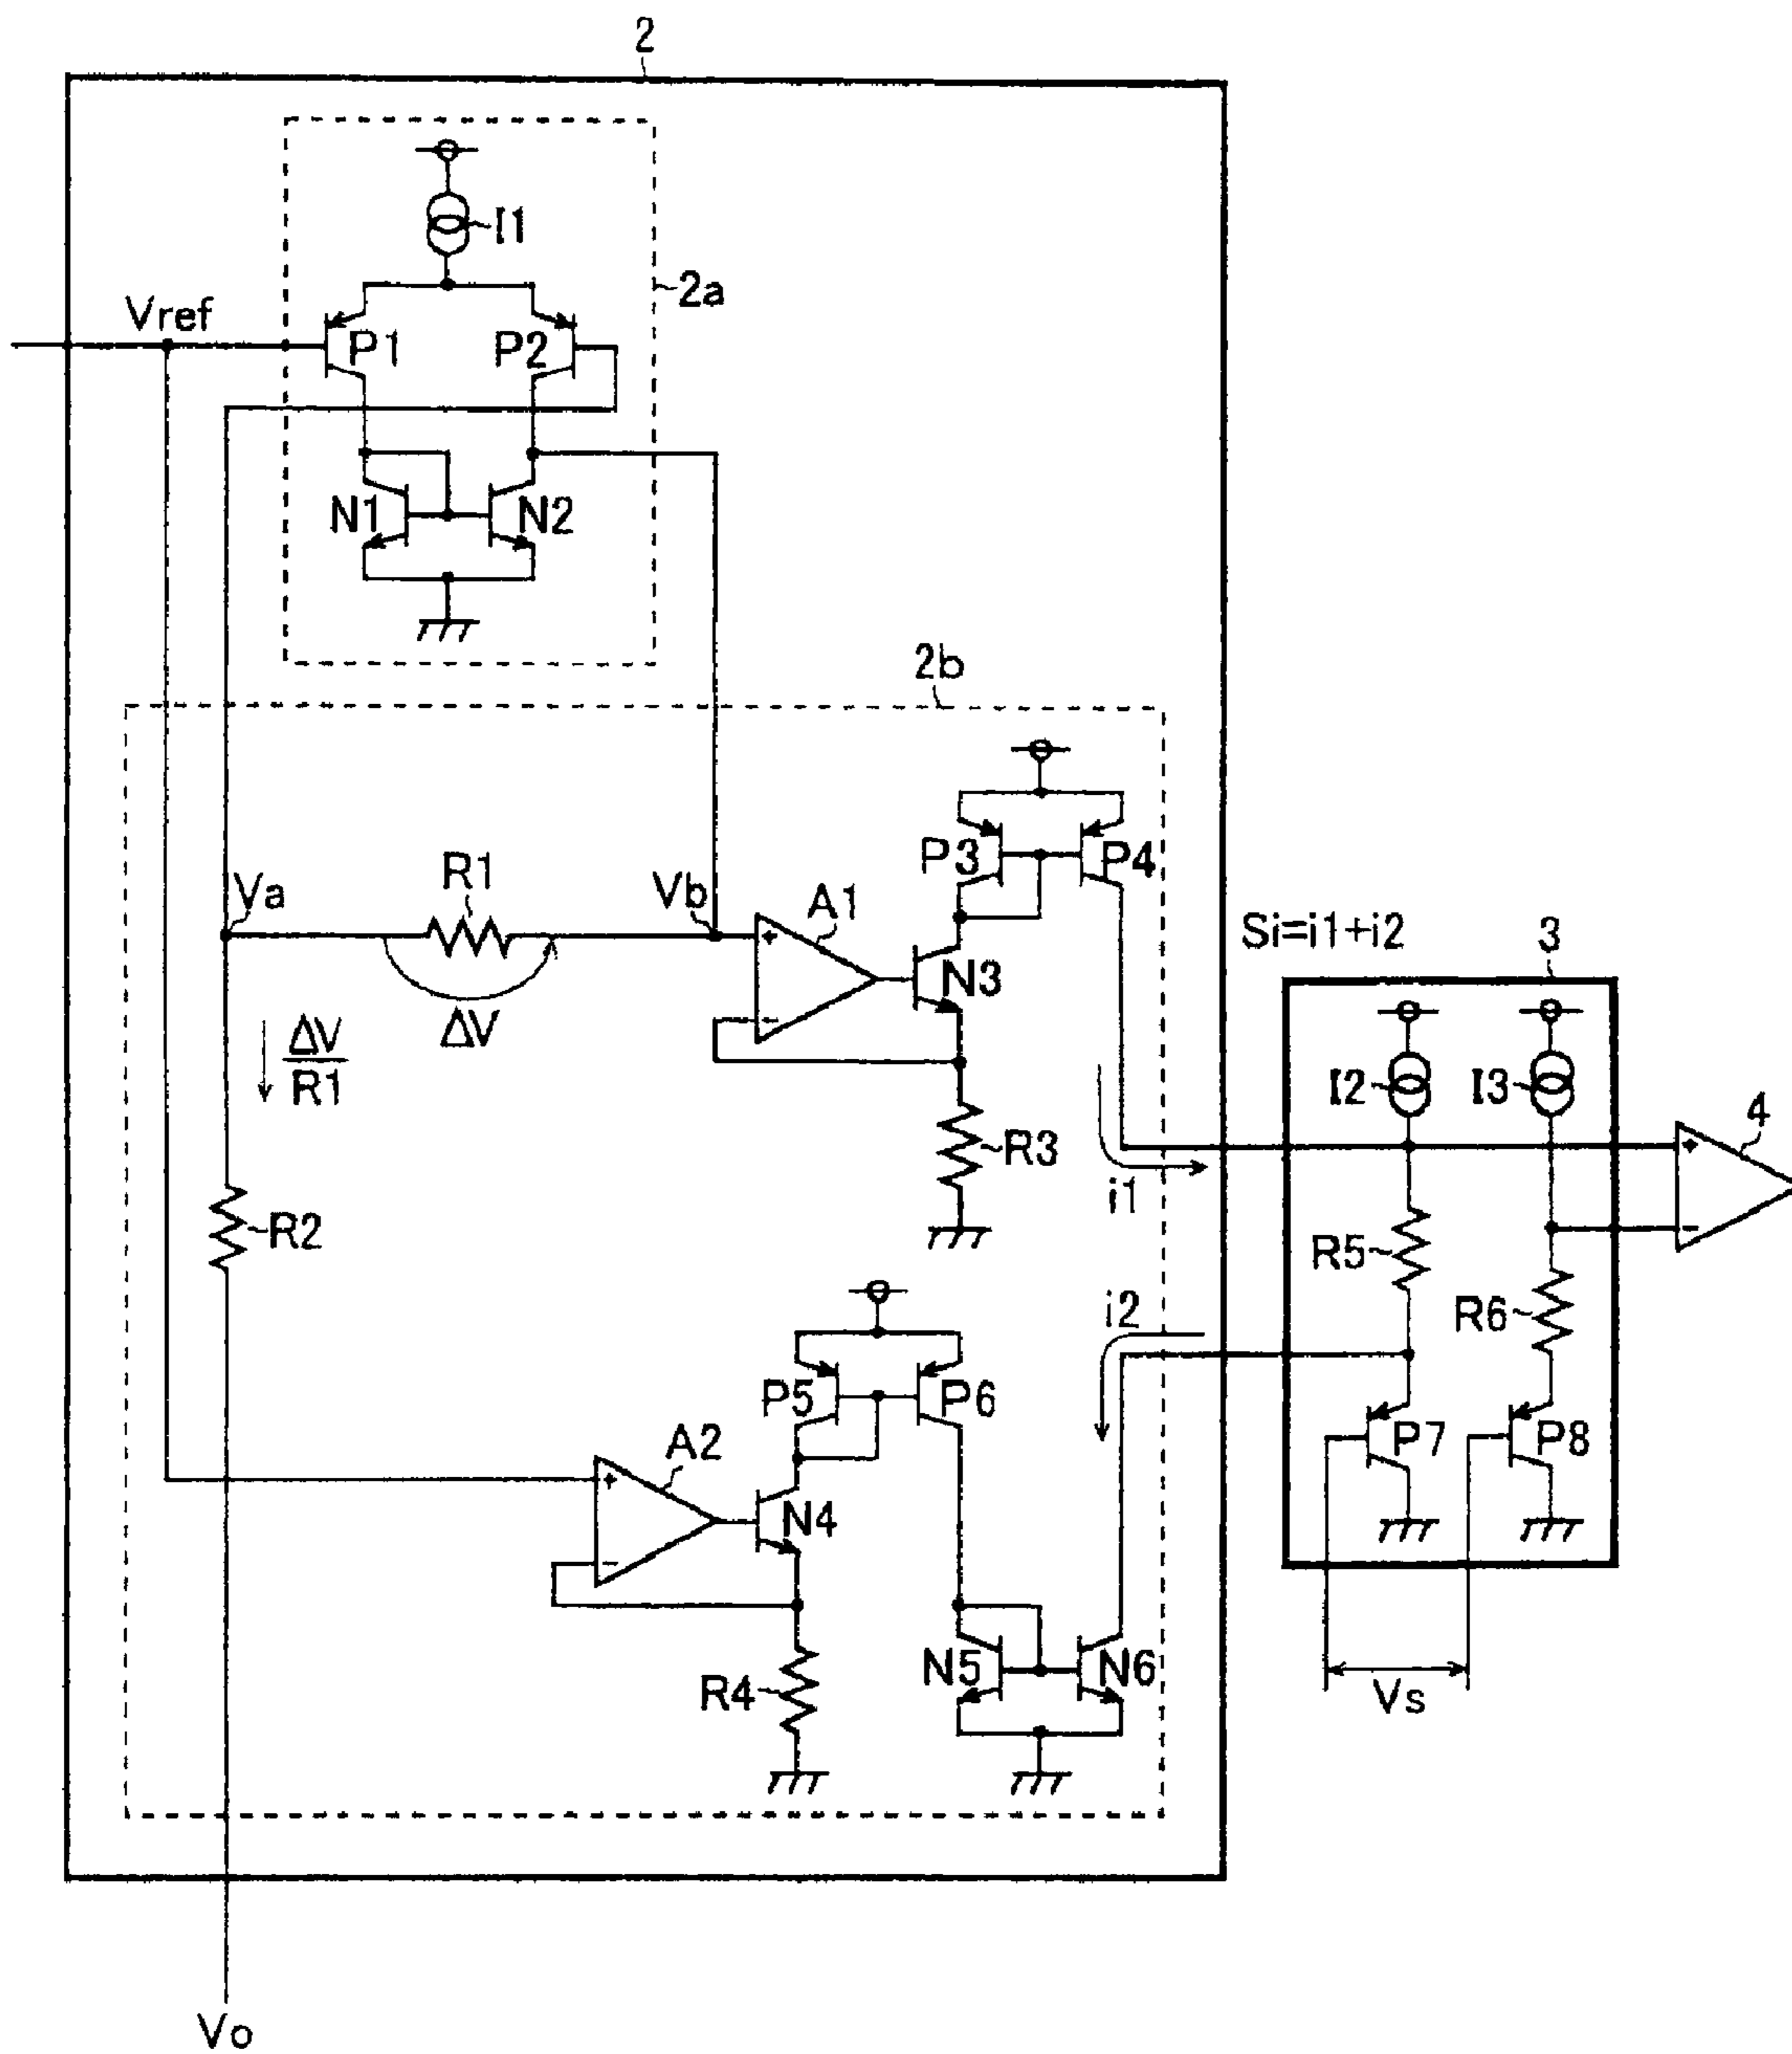 2
I1
2a
Vref
P1
P2
N1
N2
2b
P3
P4
R1
Va
Vb
A1
+
-
N3
Si=i1+i2
3
ΔV
ΔV
R1
I2
I3
4
+
-
R3
i1
R2
R5
R6
i2
P5
P6
P7
P8
A2
+
-
N4
N5
N6
R4
Vs
Vo